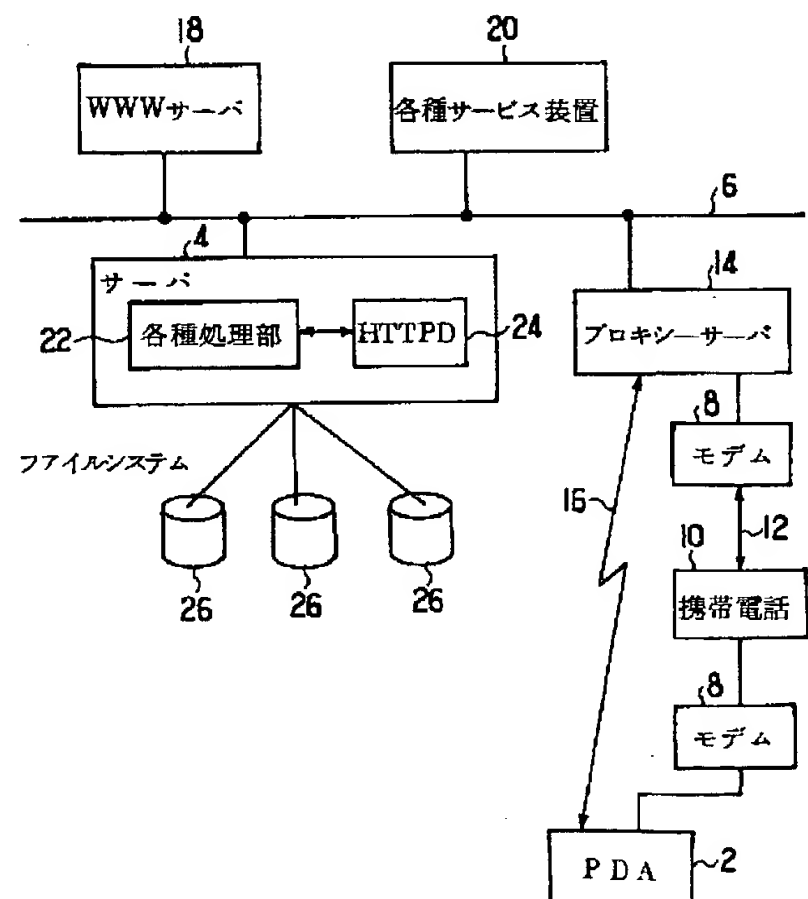 18
20
WWWサーバ
各種サービス装置
6
4
14
サーバ
22
各種処理部
HTTPD
24
プロキシーサーバ
8
モデム
ファイルシステム
16
12
10
携帯電話
26
26
26
8
モデム
PDA
2